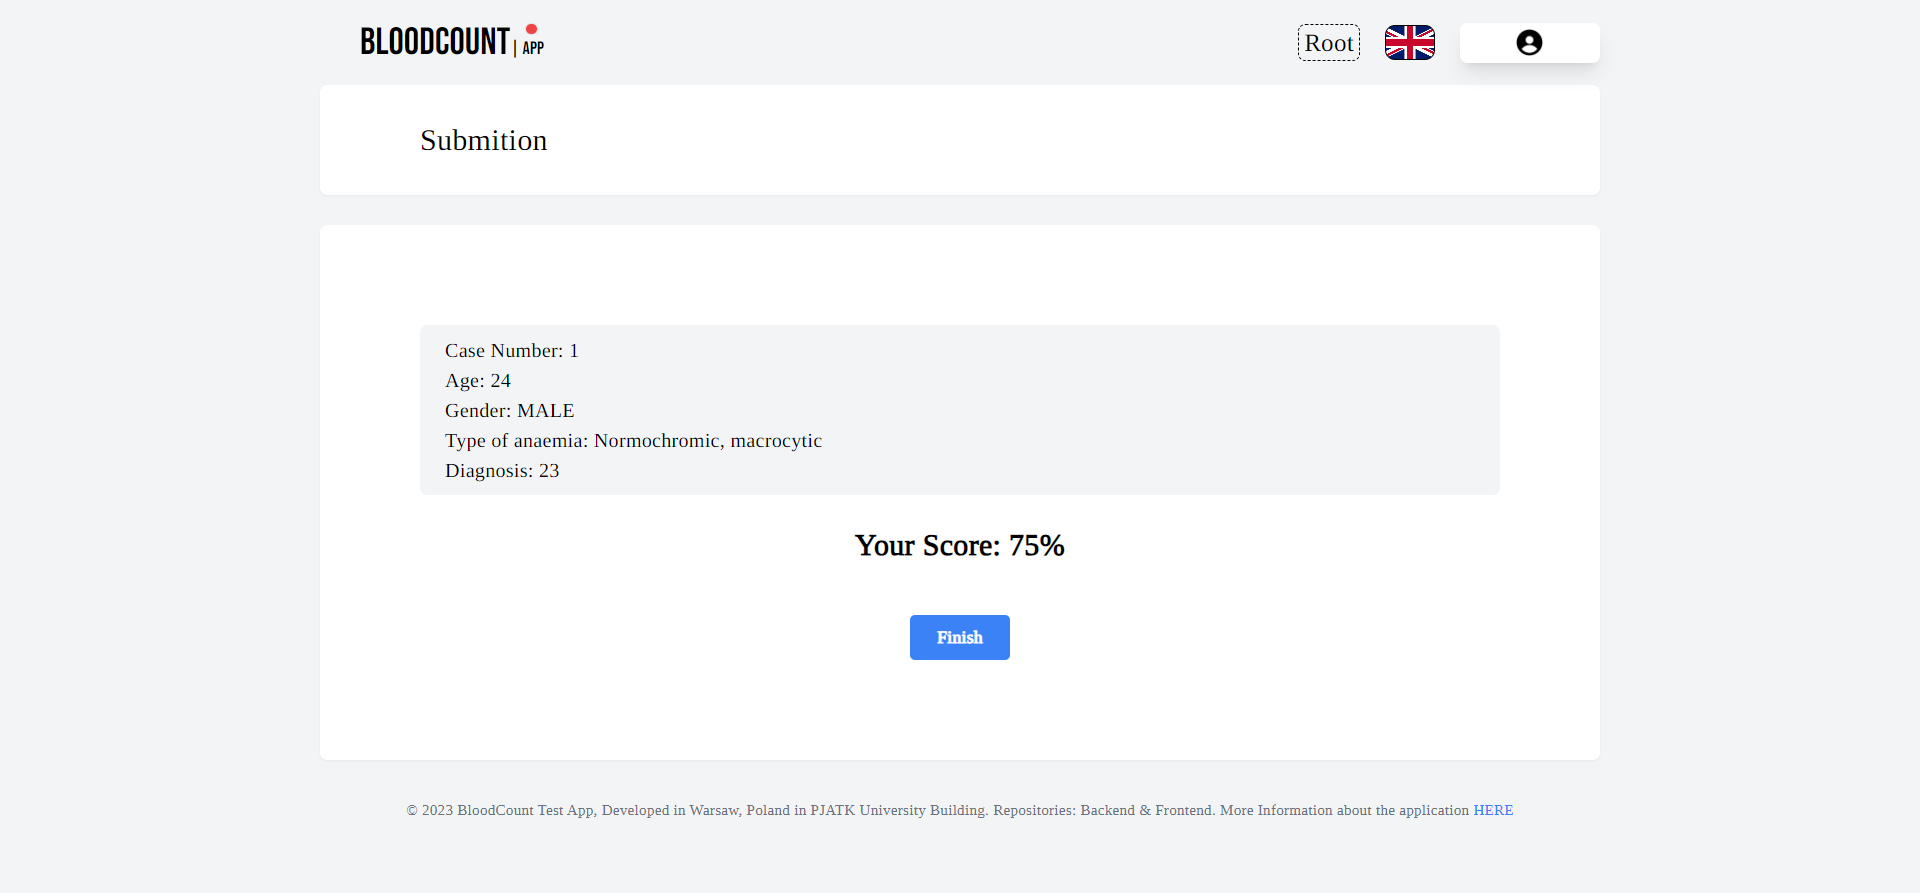 BLOODCOUNT | APP
Root
Submition
Case Number: 1
Age: 24
Gender: MALE
Type of anaemia: Normochromic, macrocytic
Diagnosis: 23
Your Score: 75%
Finish
© 2023 BloodCount Test App, Developed in Warsaw, Poland in PJATK University Building. Repositories: Backend & Frontend. More Information about the application HERE